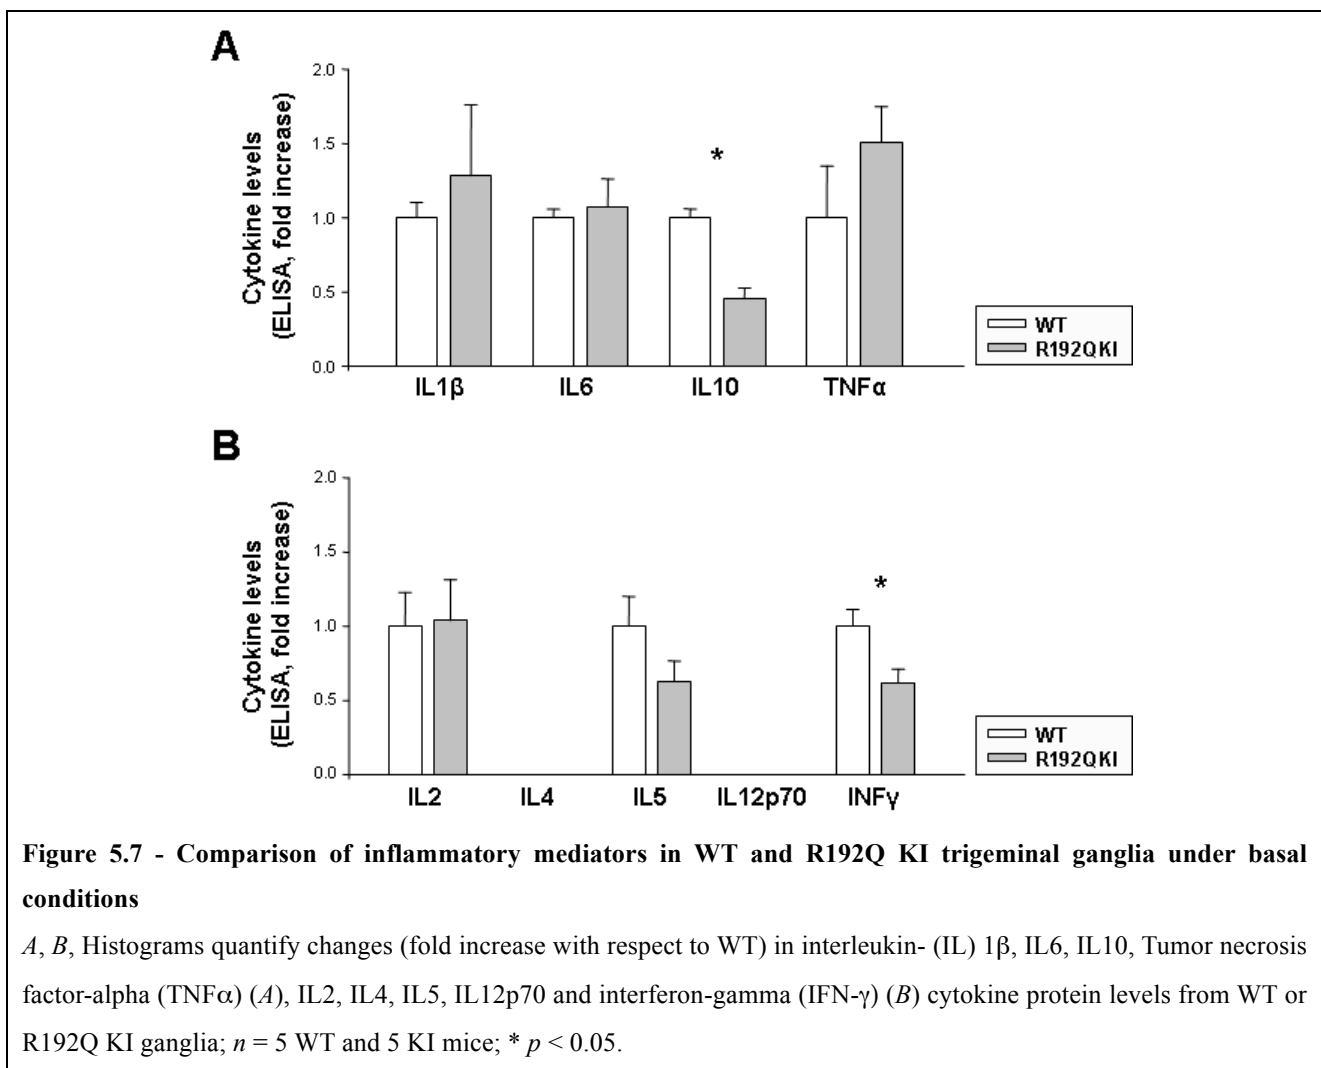 A
Cytokine levels
(ELISA, fold increase)
2.0
1.5
1.0
0.5
0.0
*
IL1β IL6 IL10 TNFα
WT
R192QKI
B
Cytokine levels
(ELISA, fold increase)
2.0
1.5
1.0
0.5
0.0
*
IL2 IL4 IL5 IL12p70 INFγ
WT
R192QKI
Figure 5.7 - Comparison of inflammatory mediators in WT and R192Q KI trigeminal ganglia under basal
conditions
A, B, Histograms quantify changes (fold increase with respect to WT) in interleukin- (IL) 1β, IL6, IL10, Tumor necrosis
factor-alpha (TNFα) (A), IL2, IL4, IL5, IL12p70 and interferon-gamma (IFN-γ) (B) cytokine protein levels from WT or
R192Q KI ganglia; n = 5 WT and 5 KI mice; * p < 0.05.